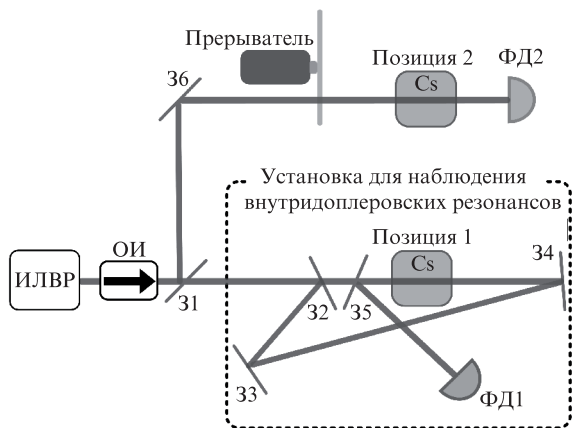 Прерыватель
Позиция 2
ФД2
Cs
З6
Установка для наблюдения
внутридоплеровских резонансов
Позиция 1
З4
ОИ
Cs
ИЛВР
З1
З2
З5
З3
ФД1